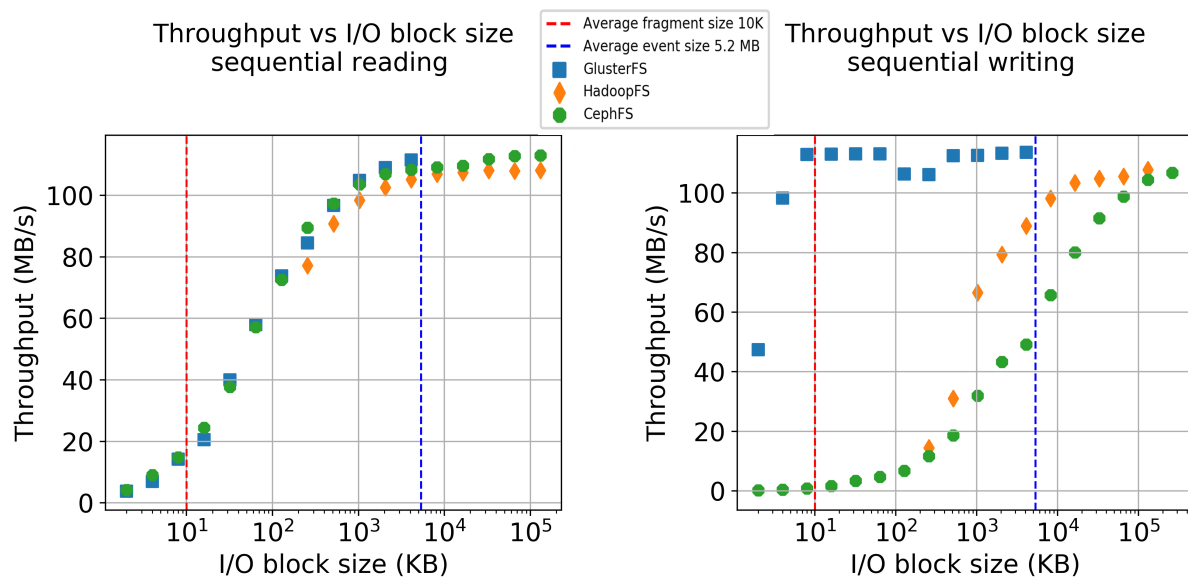 Throughput vs I/O block size
sequential reading
Average fragment size 10K
Average event size 5.2 MB
GlusterFS
HadoopFS
CephFS
Throughput vs I/O block size
sequential writing
Throughput (MB/s)
100
80
60
40
20
0
10¹
10²
10³
10⁴
10⁵
I/O block size (KB)
Throughput (MB/s)
100
80
60
40
20
0
10¹
10²
10³
10⁴
10⁵
I/O block size (KB)